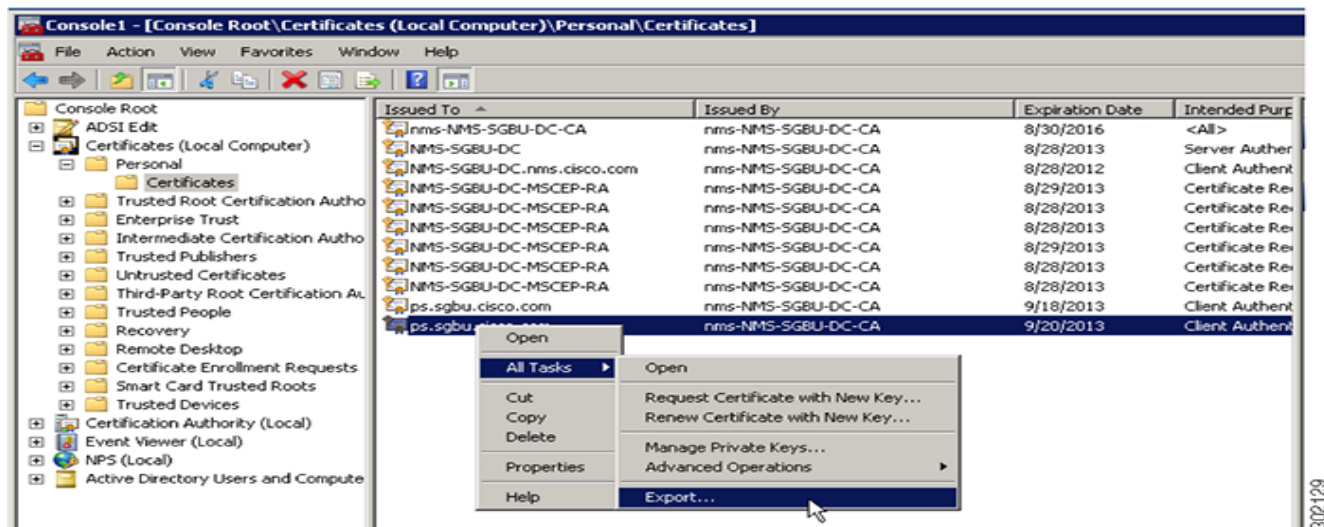 Console1 - [Console Root\Certificates (Local Computer)\Personal\Certificates]
File Action View Favorites Window Help
Console Root
ADSI Edit
Certificates (Local Computer)
Personal
Certificates
Trusted Root Certification Autho
Enterprise Trust
Intermediate Certification Autho
Trusted Publishers
Untrusted Certificates
Third-Party Root Certification Au
Trusted People
Recovery
Remote Desktop
Certificate Enrollment Requests
Smart Card Trusted Roots
Trusted Devices
Certification Authority (Local)
Event Viewer (Local)
NPS (Local)
Active Directory Users and Compute
Issued To Issued By Expiration Date Intended Purp
nms-NMS-SGBU-DC-CA nms-NMS-SGBU-DC-CA 8/30/2016 <All>
NMS-SGBU-DC nms-NMS-SGBU-DC-CA 8/28/2013 Server Authen
NMS-SGBU-DC.nms.cisco.com nms-NMS-SGBU-DC-CA 8/28/2012 Client Authent
NMS-SGBU-DC-MSCEP-RA nms-NMS-SGBU-DC-CA 8/29/2013 Certificate Re
NMS-SGBU-DC-MSCEP-RA nms-NMS-SGBU-DC-CA 8/28/2013 Certificate Re
NMS-SGBU-DC-MSCEP-RA nms-NMS-SGBU-DC-CA 8/28/2013 Certificate Re
NMS-SGBU-DC-MSCEP-RA nms-NMS-SGBU-DC-CA 8/29/2013 Certificate Re
NMS-SGBU-DC-MSCEP-RA nms-NMS-SGBU-DC-CA 8/28/2013 Certificate Re
NMS-SGBU-DC-MSCEP-RA nms-NMS-SGBU-DC-CA 8/28/2013 Certificate Re
ps.sgbu.cisco.com nms-NMS-SGBU-DC-CA 9/18/2013 Client Authent
ps.sgbu.cisco.com nms-NMS-SGBU-DC-CA 9/20/2013 Client Authent
Open
All Tasks
Cut
Copy
Delete
Properties
Help
Open
Request Certificate with New Key...
Renew Certificate with New Key...
Manage Private Keys...
Advanced Operations
Export...
302129